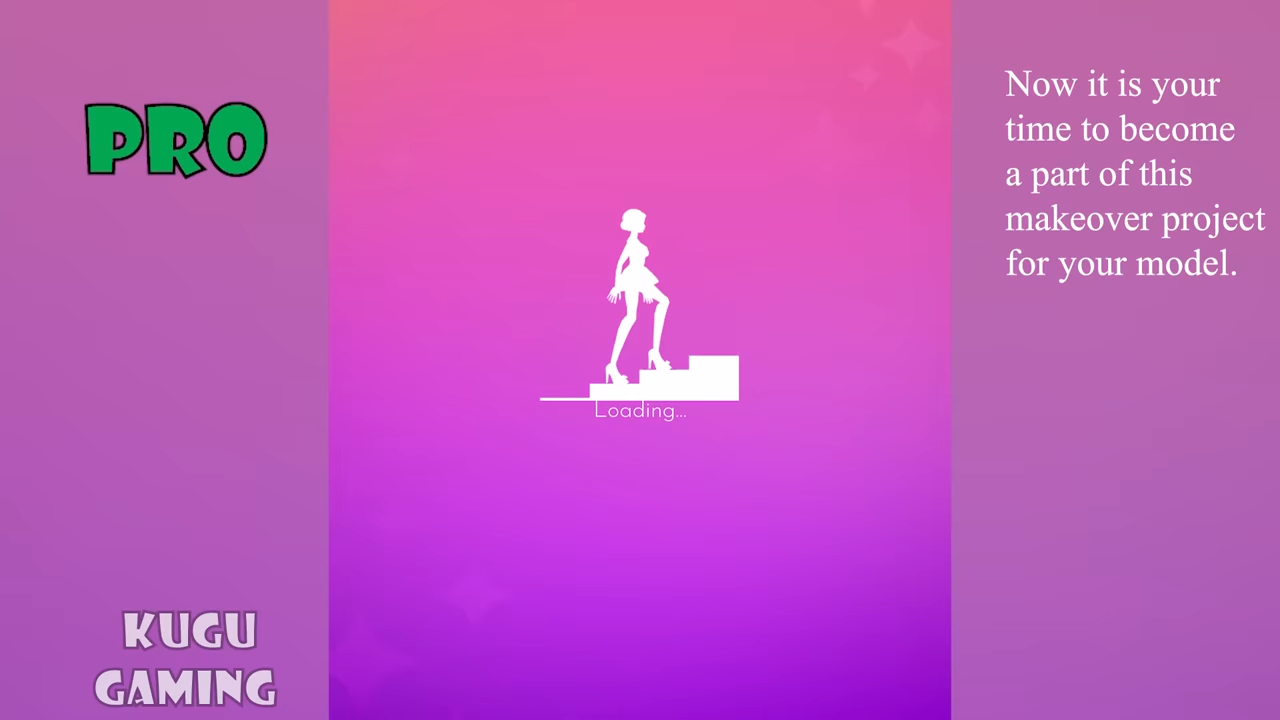 PRO
Now it is your
time to become
a part of this
makeover project
for your model.
Loading...
KUGU
GAMING